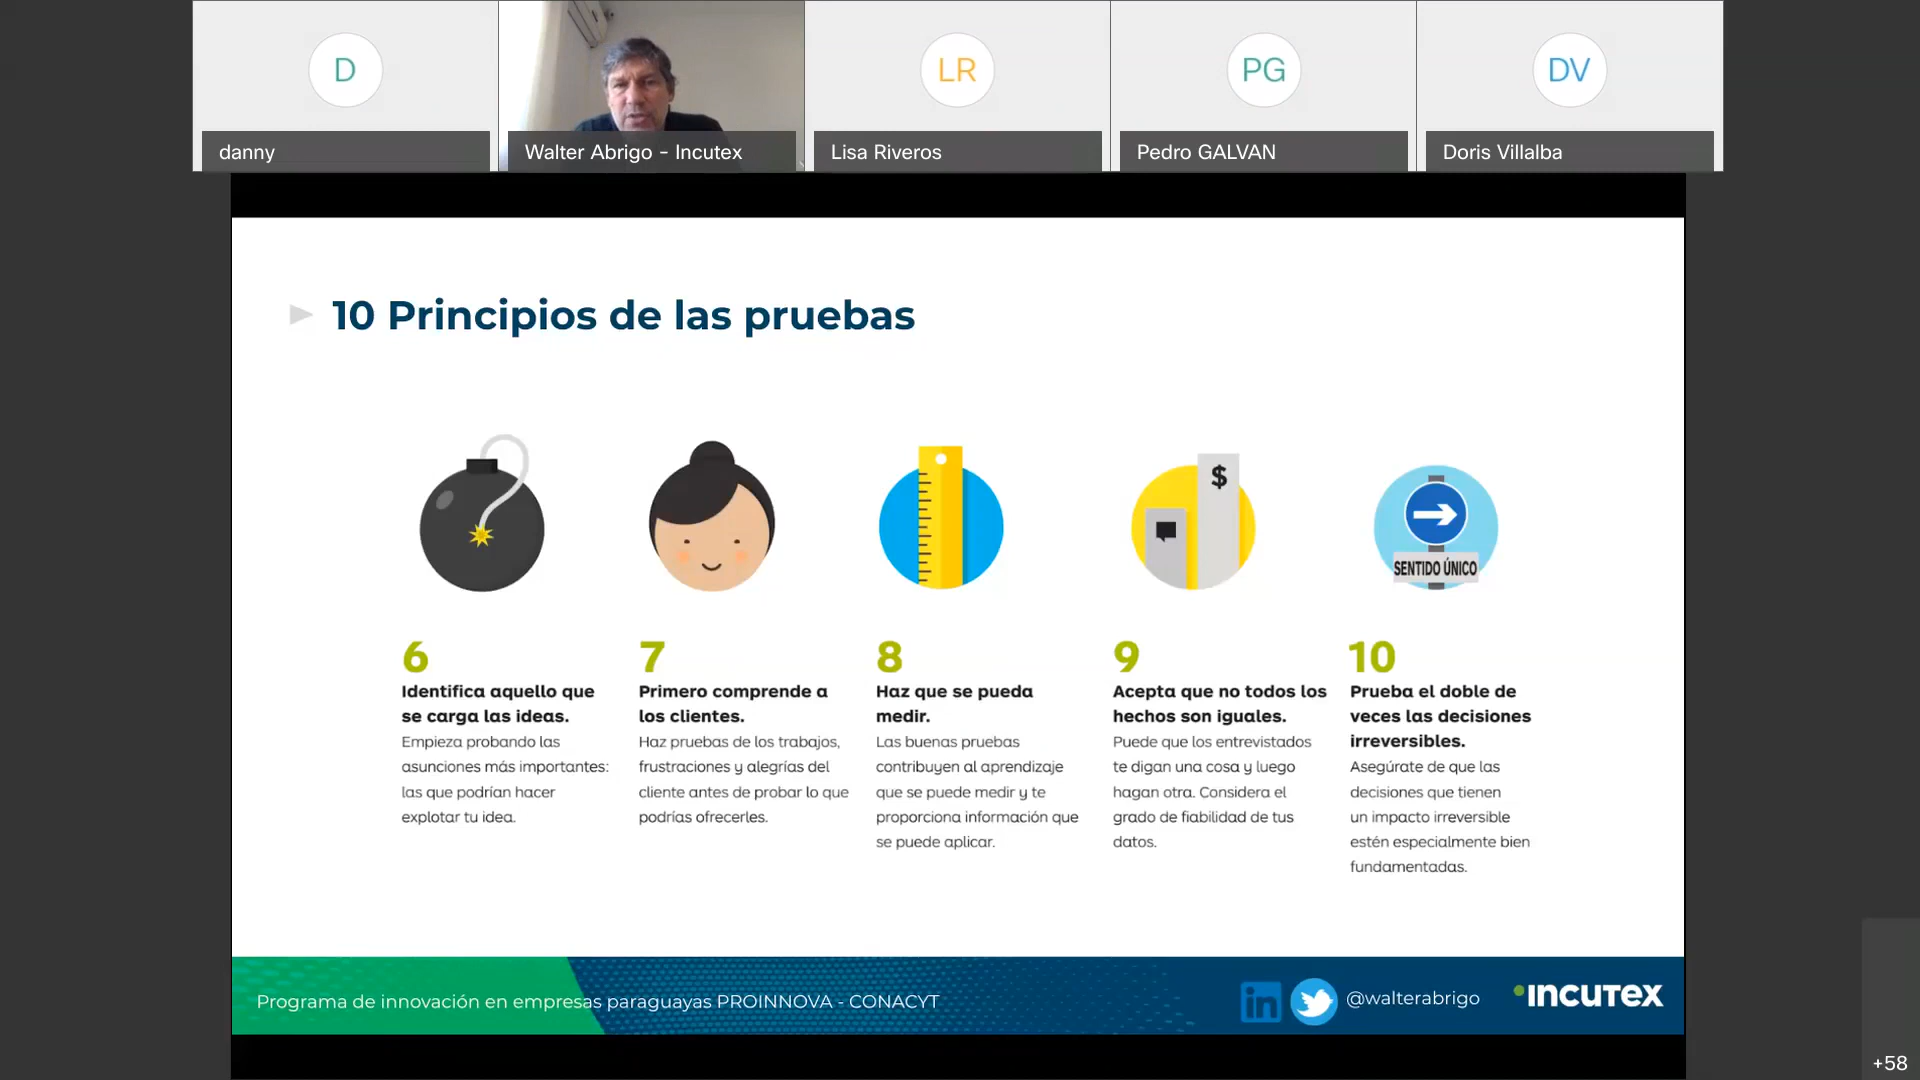 D
LR
PG
DV
danny
Walter Abrigo - Incutex
Lisa Riveros
Pedro GALVAN
Doris Villalba
10 Principios de las pruebas
$
SENTIDO ÚNICO
6
Identifica aquello que
se carga las ideas.
Empieza probando las
asunciones más importantes:
las que podrían hacer
explotar tu idea.
7
Primero comprende a
los clientes.
Haz pruebas de los trabajos,
frustraciones y alegrías del
cliente antes de probar lo que
podrías ofrecerles.
8
Haz que se pueda
medir.
Las buenas pruebas
contribuyen al aprendizaje
que se puede medir y te
proporciona información que
se puede aplicar.
9
Acepta que no todos los
hechos son iguales.
Puede que los entrevistados
te digan una cosa y luego
hagan otra. Considera el
grado de fiabilidad de tus
datos.
10
Prueba el doble de
veces las decisiones
irreversibles.
Asegúrate de que las
decisiones que tienen
un impacto irreversible
estén especialmente bien
fundamentadas.
Programa de innovación en empresas paraguayas PROINNOVA - CONACYT
in
@walterabrigo
INCUTEX
+58